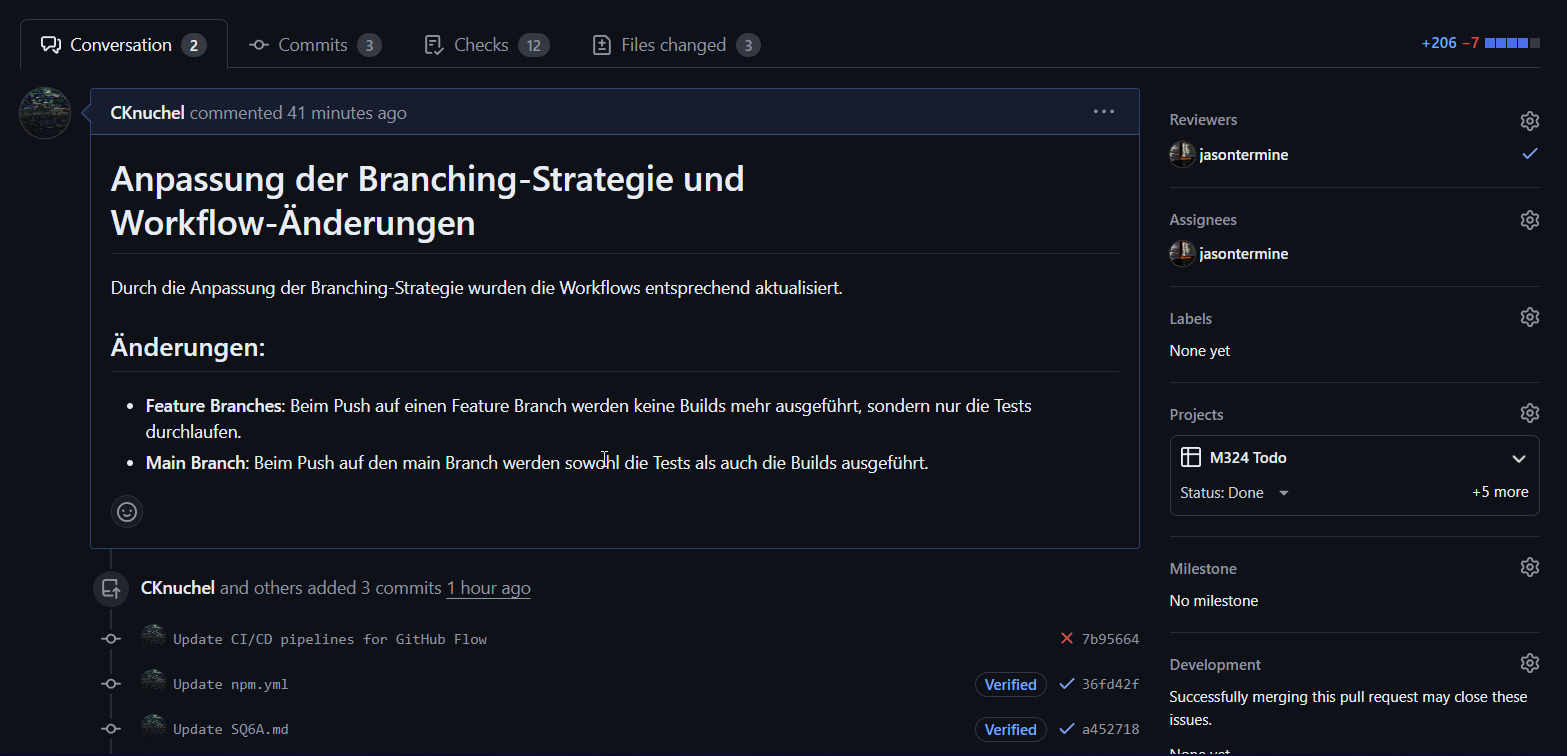 Conversation 2 Commits 3 Checks 12 Files changed 3 +206 −7
CKnuchel commented 41 minutes ago
Anpassung der Branching-Strategie und
Workflow-Änderungen
Durch die Anpassung der Branching-Strategie wurden die Workflows entsprechend aktualisiert.
Änderungen:
• Feature Branches: Beim Push auf einen Feature Branch werden keine Builds mehr ausgeführt, sondern nur die Tests
durchlaufen.
• Main Branch: Beim Push auf den main Branch werden sowohl die Tests als auch die Builds ausgeführt.
CKnuchel and others added 3 commits 1 hour ago
Update CI/CD pipelines for GitHub Flow 7b95664
Update npm.yml Verified 36fd42f
Update SQ6A.md Verified a452718
Reviewers
jasontermine
Assignees
jasontermine
Labels
None yet
Projects
M324 Todo
Status: Done +5 more
Milestone
No milestone
Development
Successfully merging this pull request may close these
issues.
None yet